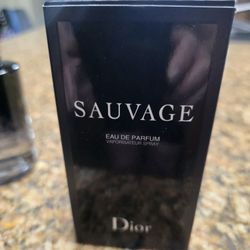 SAUVAGE
EAU DE PARFUM
VAPORISATEUR SPRAY
Dior